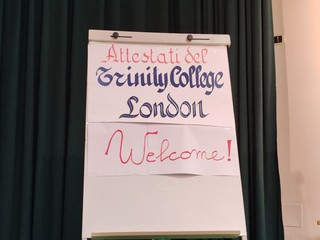 Attestati del
Trinity College
London
Welcome!